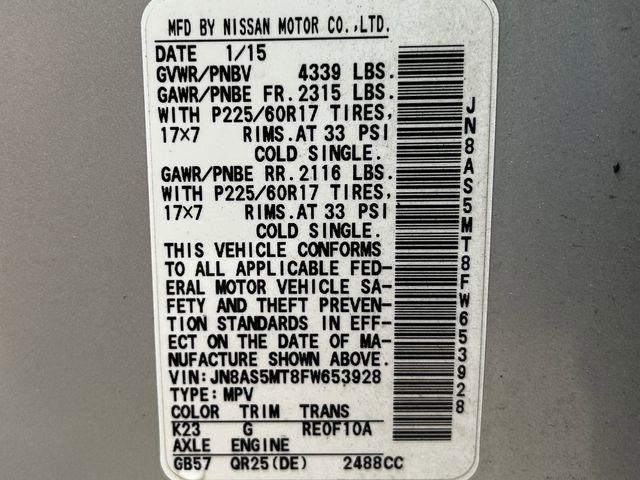 MFD BY NISSAN MOTOR CO.,LTD.
DATE 1/15
GVWR/PNBV 4339 LBS.
GAWR/PNBE FR. 2315 LBS.
WITH P225/60R17 TIRES,
17×7 RIMS. AT 33 PSI
COLD SINGLE.
GAWR/PNBE RR. 2116 LBS.
WITH P225/60R17 TIRES,
17×7 RIMS. AT 33 PSI
COLD SINGLE.
THIS VEHICLE CONFORMS
TO ALL APPLICABLE FED-
ERAL MOTOR VEHICLE SA-
FETY AND THEFT PREVEN-
TION STANDARDS IN EFF-
ECT ON THE DATE OF MA-
NUFACTURE SHOWN ABOVE.
VIN:JN8AS5MT8FW653928
TYPE:MPV
COLOR TRIM TRANS
K23 G RE0F10A
AXLE ENGINE
GB57 QR25(DE) 2488CC
JN8AS5MT8FW653928